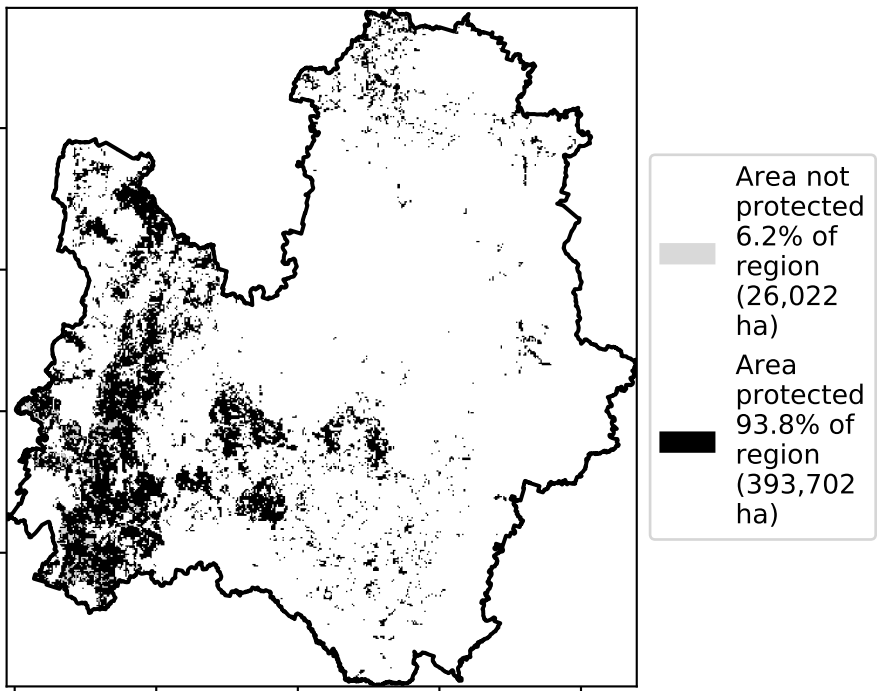 Area not
protected
6.2% of
region
(26,022
ha)
Area
protected
93.8% of
region
(393,702
ha)